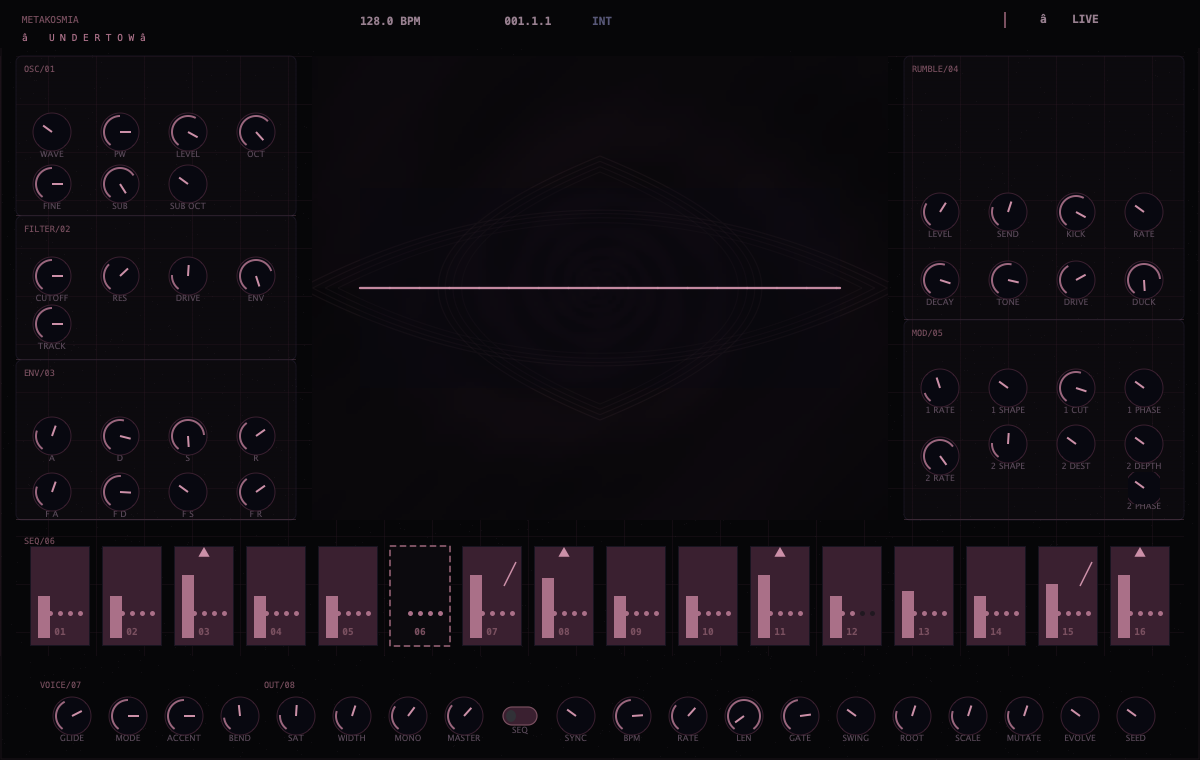 METAKOSMIA
â UNDERTOWâ
128.0 BPM 001.1.1 INT
â LIVE
OSC/01
WAVE PW LEVEL OCT
FINE SUB SUB OCT
FILTER/02
CUTOFF RES DRIVE ENV
TRACK
ENV/03
A D S R
F A F D F S F R
RUMBLE/04
LEVEL SEND KICK RATE
DECAY TONE DRIVE DUCK
MOD/05
1 RATE 1 SHAPE 1 CUT 1 PHASE
2 RATE 2 SHAPE 2 DEST 2 DEPTH
2 PHASE
SEQ/06
01 02 03 04 05 06 07 08 09 10 11 12 13 14 15 16
VOICE/07 OUT/08
GLIDE MODE ACCENT BEND SAT WIDTH MONO MASTER SEQ SYNC BPM RATE LEN GATE SWING ROOT SCALE MUTATE EVOLVE SEED